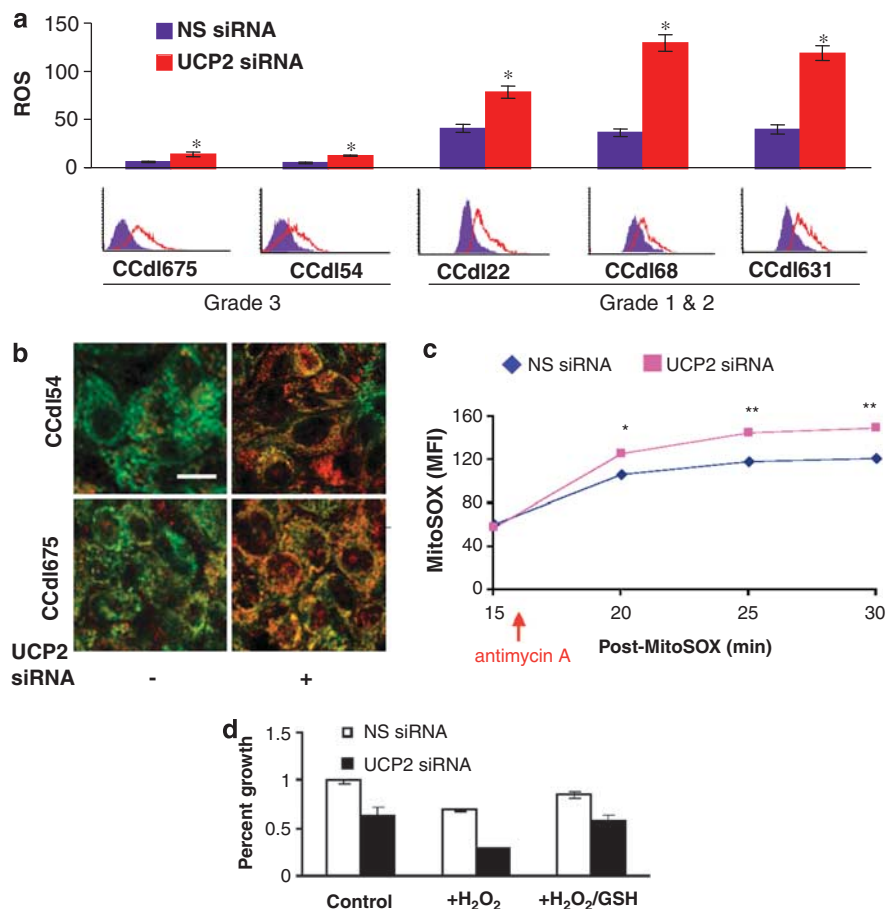 a
ROS
150
100
50
0
NS siRNA
UCP2 siRNA
* * * * *
CCdl675 CCdl54 CCdl22 CCdl68 CCdl631
Grade 3 Grade 1 & 2
b
CCdl54
CCdl675
UCP2
siRNA - +
c
NS siRNA UCP2 siRNA
MitoSOX (MFI)
160
120
80
40
0
* ** **
15 20 25 30
antimycin A
Post-MitoSOX (min)
d
Percent growth
1.5
1
0.5
0
NS siRNA
UCP2 siRNA
Control +H₂O₂ +H₂O₂/GSH